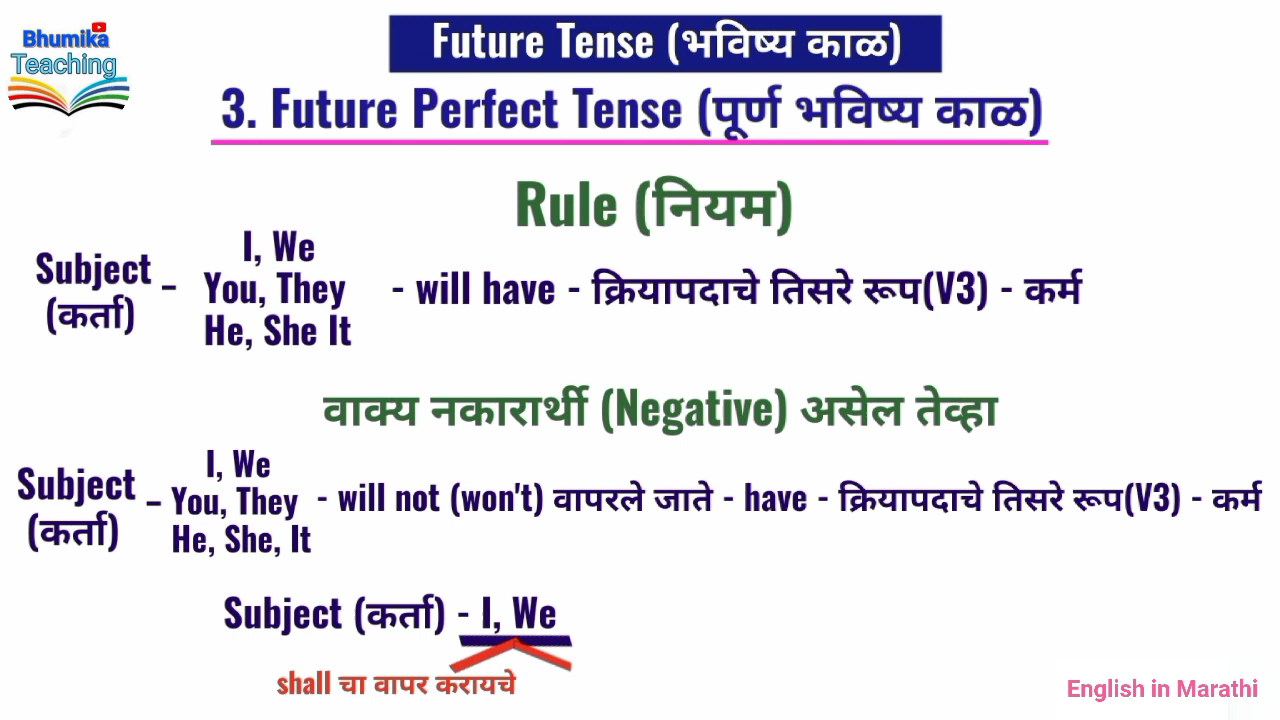 Bhumika
Teaching
Future Tense (भविष्य काळ)
3. Future Perfect Tense (पूर्ण भविष्य काळ)
Rule (नियम)
Subject
(कर्ता)
–
I, We
You, They
He, She It
- will have - क्रियापदाचे तिसरे रूप(V3) - कर्म
वाक्य नकारार्थी (Negative) असेल तेव्हा
Subject
(कर्ता)
–
I, We
You, They
He, She, It
- will not (won't) वापरले जाते - have - क्रियापदाचे तिसरे रूप(V3) - कर्म
Subject (कर्ता) - I, We
shall चा वापर करायचे
English in Marathi